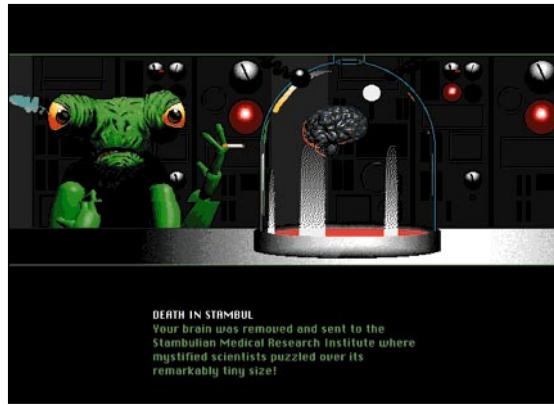 DEATH IN STAMBUL
Your brain was removed and sent to the
Stambulian Medical Research Institute where
mystified scientists puzzled over its
remarkably tiny size!